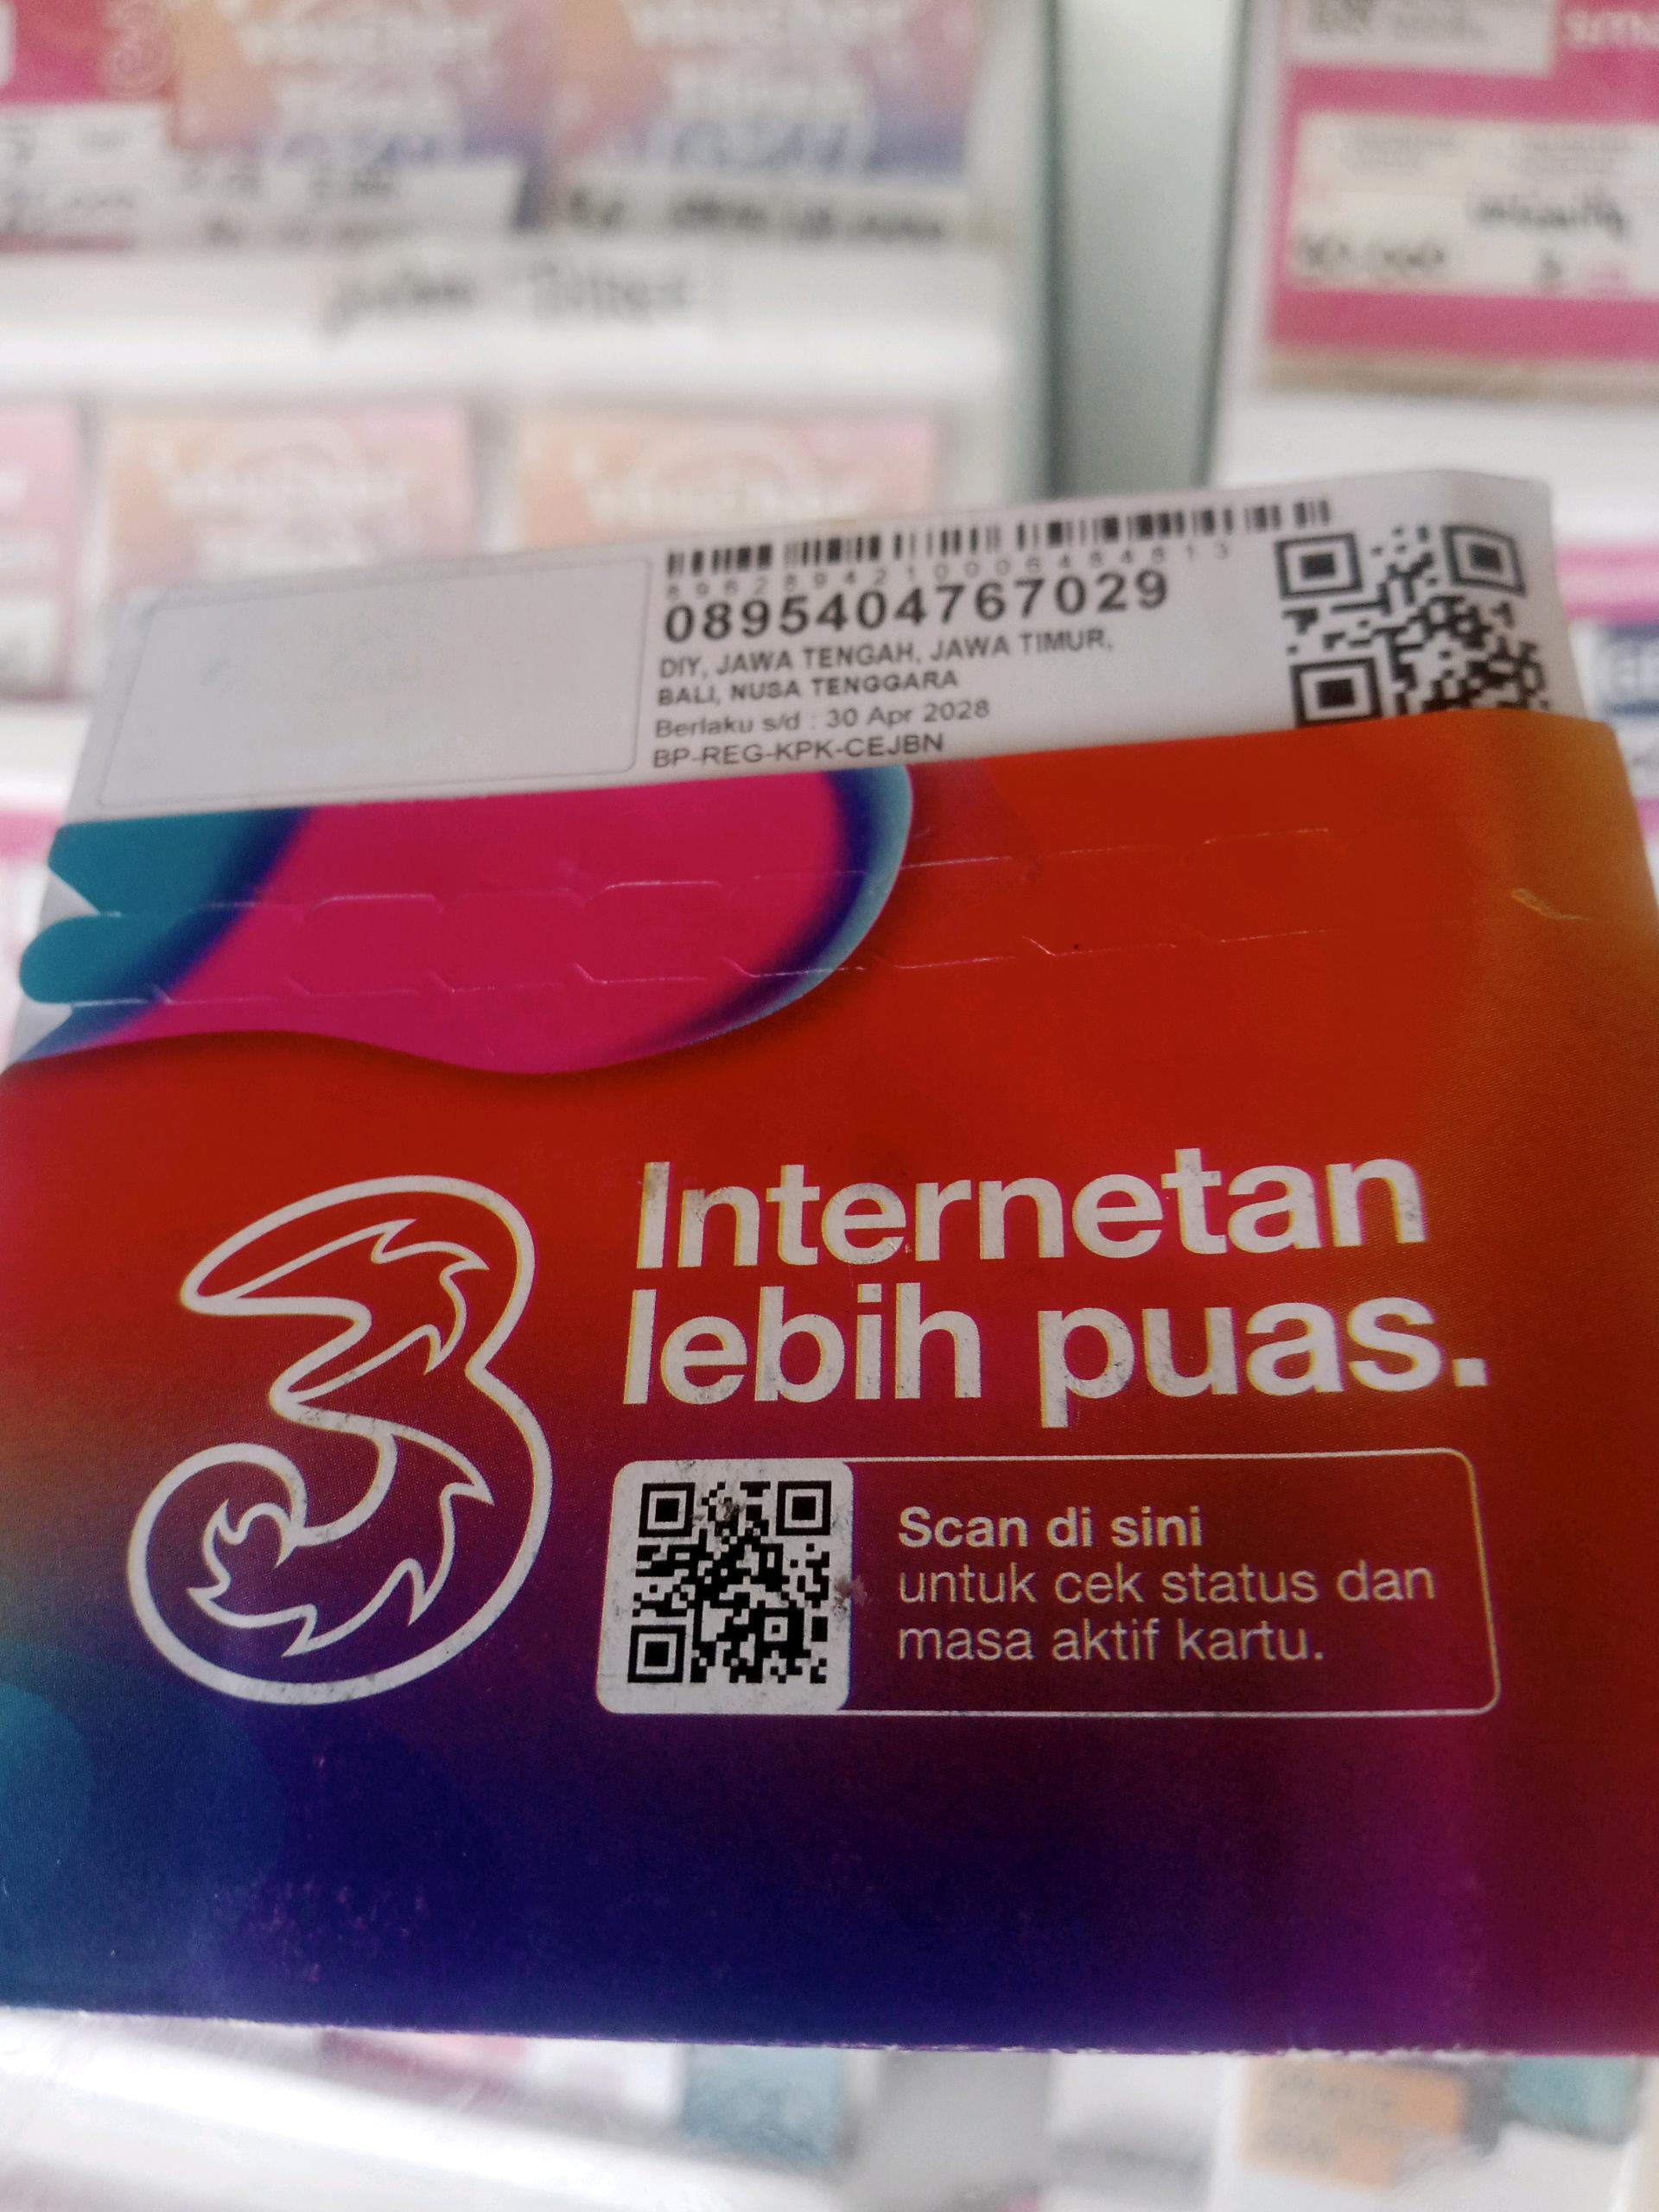 8962894210006484813
0895404767029
DIY, JAWA TENGAH, JAWA TIMUR,
BALI, NUSA TENGGARA
Berlaku s/d : 30 Apr 2028
BP-REG-KPK-CEJBN
3
Internetan
lebih puas.
Scan di sini
untuk cek status dan
masa aktif kartu.